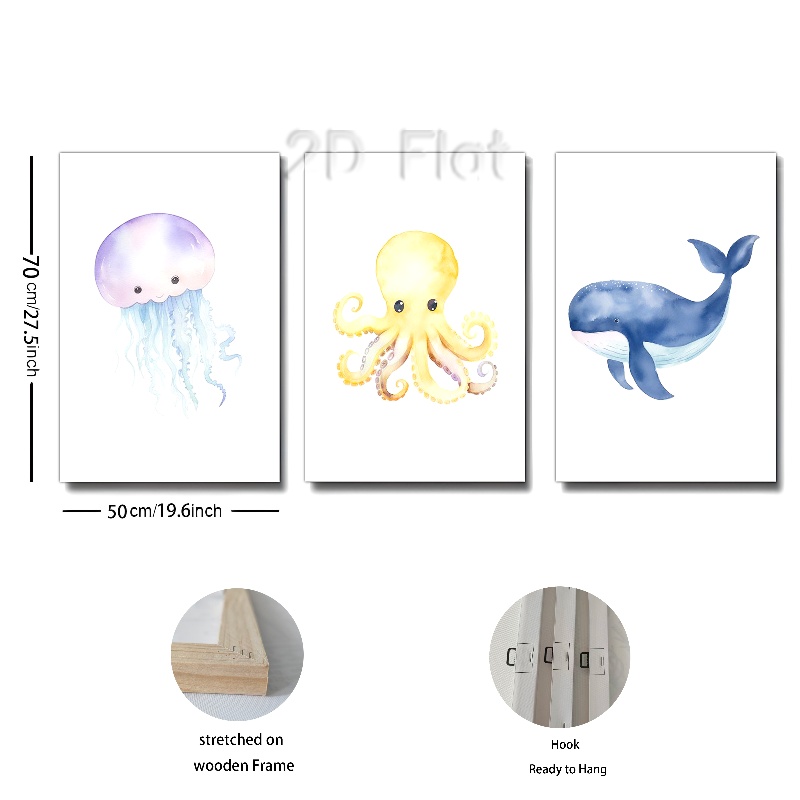 2D Flat
70cm/27.5inch
50cm/19.6inch
stretched on
wooden Frame
Hook
Ready to Hang